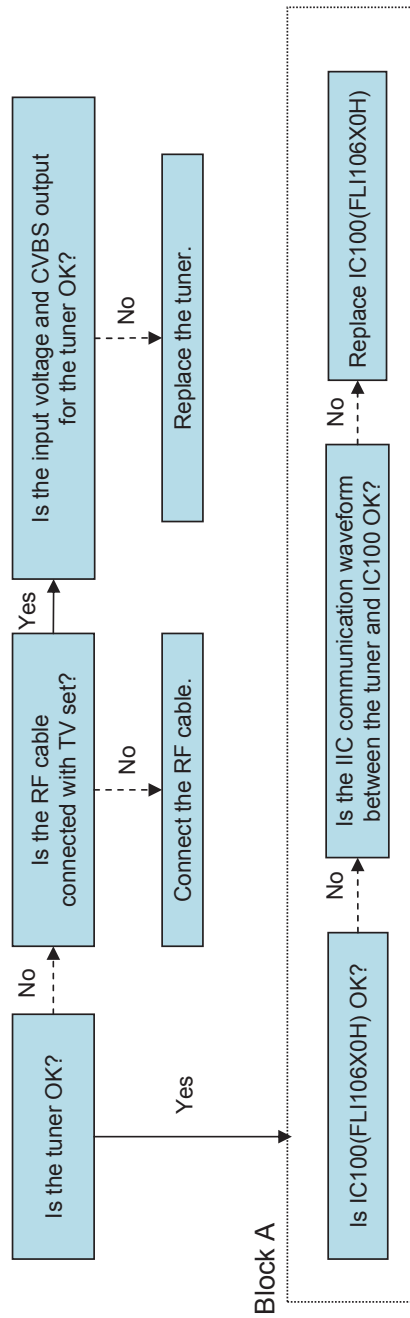 Is the tuner OK?
No
Is the RF cable
connected with TV set?
Yes
Is the input voltage and CVBS output
for the tuner OK?
No
Connect the RF cable.
No
Replace the tuner.
Yes
Block A
Is IC100(FLI106X0H) OK?
No
Is the IIC communication waveform
between the tuner and IC100 OK?
No
Replace IC100(FLI106X0H)